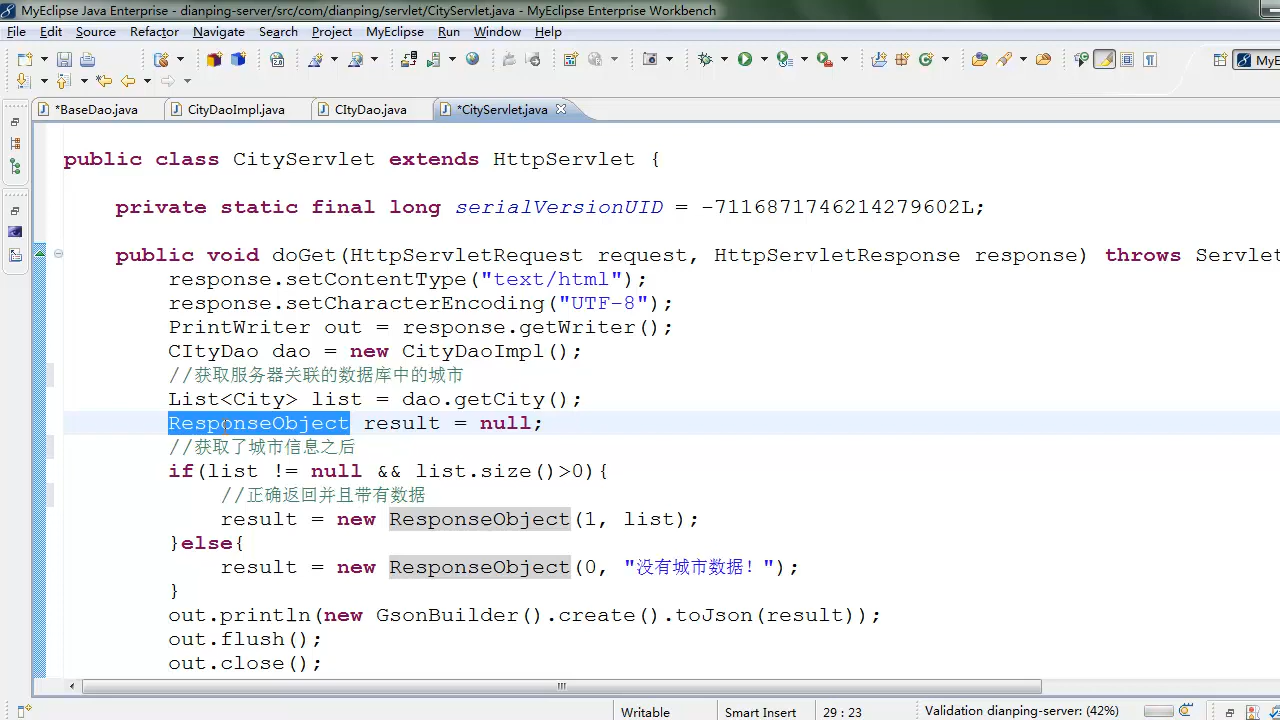 MyEclipse Java Enterprise - dianping-server/src/com/dianping/servlet/CityServlet.java - MyEclipse Enterprise Workbench
File Edit Source Refactor Navigate Search Project MyEclipse Run Window Help
MyE
*BaseDao.java CityDaoImpl.java CItyDao.java *CityServlet.java
public class CityServlet extends HttpServlet {
private static final long serialVersionUID = -7116871746214279602L;
public void doGet(HttpServletRequest request, HttpServletResponse response) throws Servlet
response.setContentType("text/html");
response.setCharacterEncoding("UTF-8");
PrintWriter out = response.getWriter();
CItyDao dao = new CityDaoImpl();
//获取服务器关联的数据库中的城市
List<City> list = dao.getCity();
ResponseObject result = null;
//获取了城市信息之后
if(list != null && list.size()>0){
//正确返回并且带有数据
result = new ResponseObject(1, list);
}else{
result = new ResponseObject(0, "没有城市数据！");
}
out.println(new GsonBuilder().create().toJson(result));
out.flush();
out.close();
Writable Smart Insert 29 : 23 Validation dianping-server: (42%)